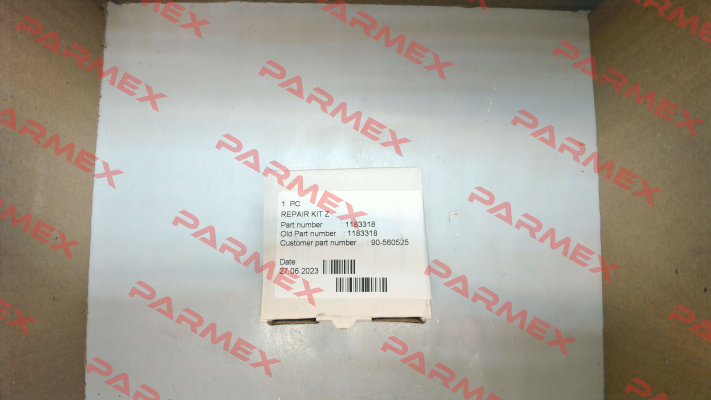 1 PC
REPAIR KIT Z
Part number : 1183318
Old Part number : 1183318
Customer part number : 90-560525
Date
27.06.2023
PARMEX
PARMEX
PARMEX
PARMEX
PARMEX
PARMEX
PARMEX
PARMEX
PARMEX
PARMEX
PARMEX